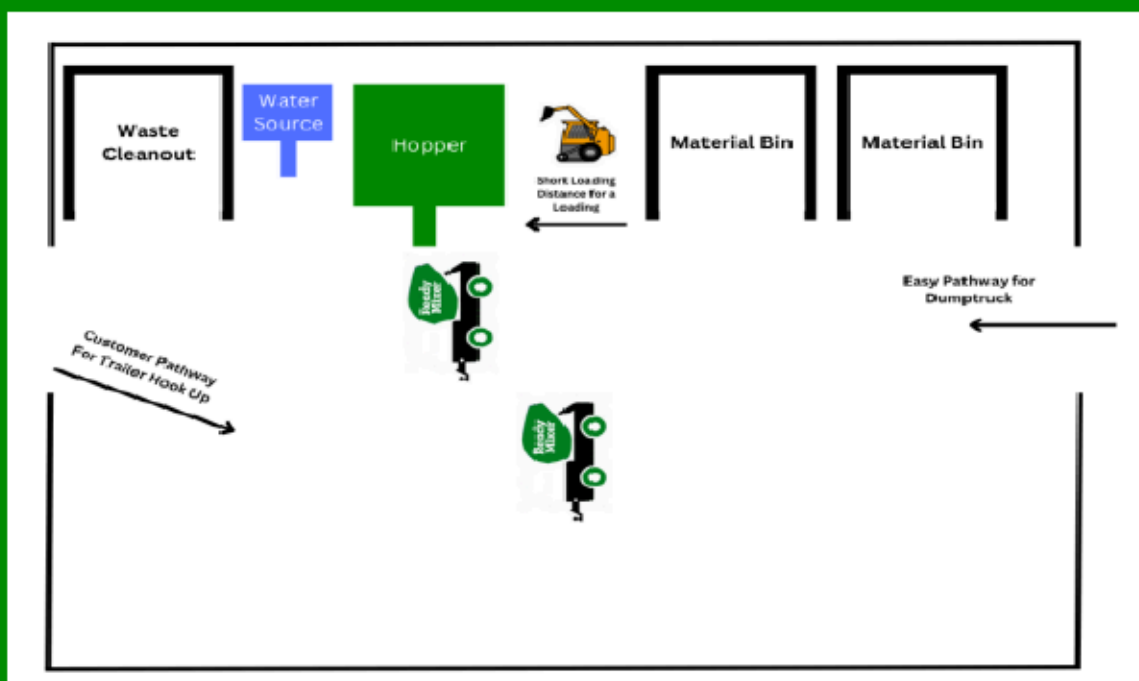 Waste
Cleanout
Water
Source
Hopper
Short Loading
Distance for a
Loading
Material Bin
Material Bin
Ready
Mixer
Easy Pathway for
Dumptruck
Customer Pathway
For Trailer Hook Up
Ready
Mixer